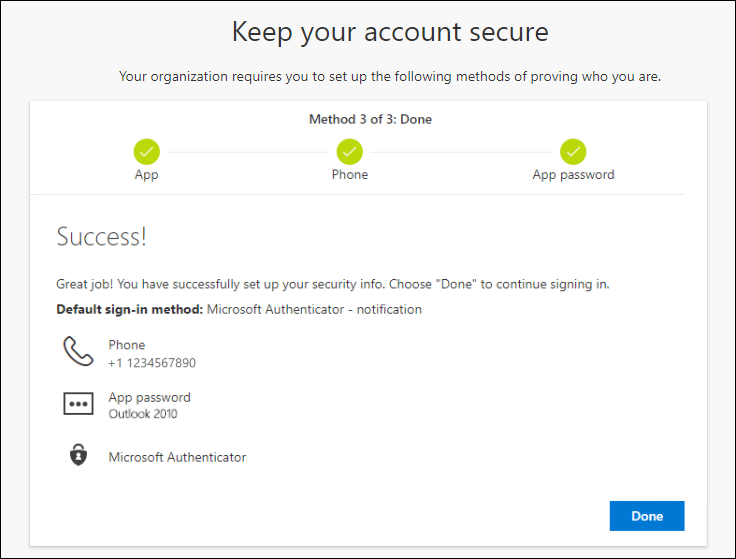 Keep your account secure
Your organization requires you to set up the following methods of proving who you are.
Method 3 of 3: Done
App Phone App password
Success!
Great job! You have successfully set up your security info. Choose "Done" to continue signing in.
Default sign-in method: Microsoft Authenticator - notification
Phone
+1 1234567890
App password
Outlook 2010
Microsoft Authenticator
Done